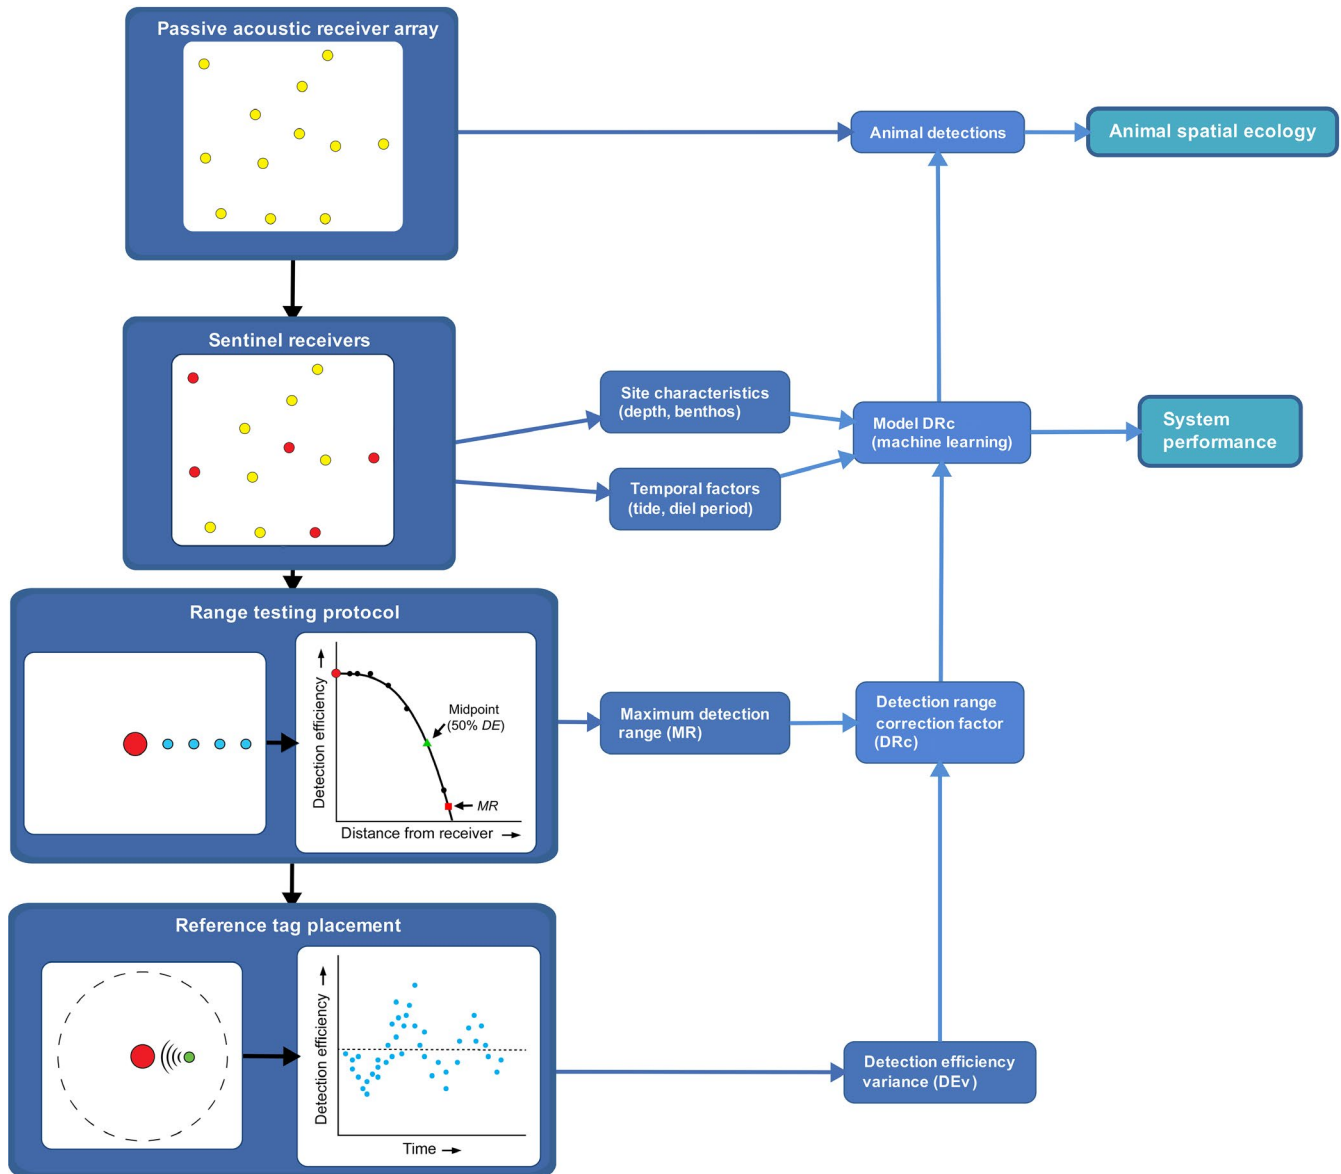 Passive acoustic receiver array
Animal detections
Animal spatial ecology
Sentinel receivers
Site characteristics
(depth, benthos)
Temporal factors
(tide, diel period)
Model DRc
(machine learning)
System
performance
Range testing protocol
Detection efficiency
Midpoint
(50% DE)
MR
Distance from receiver
Maximum detection
range (MR)
Detection range
correction factor
(DRc)
Reference tag placement
Detection efficiency
Time
Detection efficiency
variance (DEv)